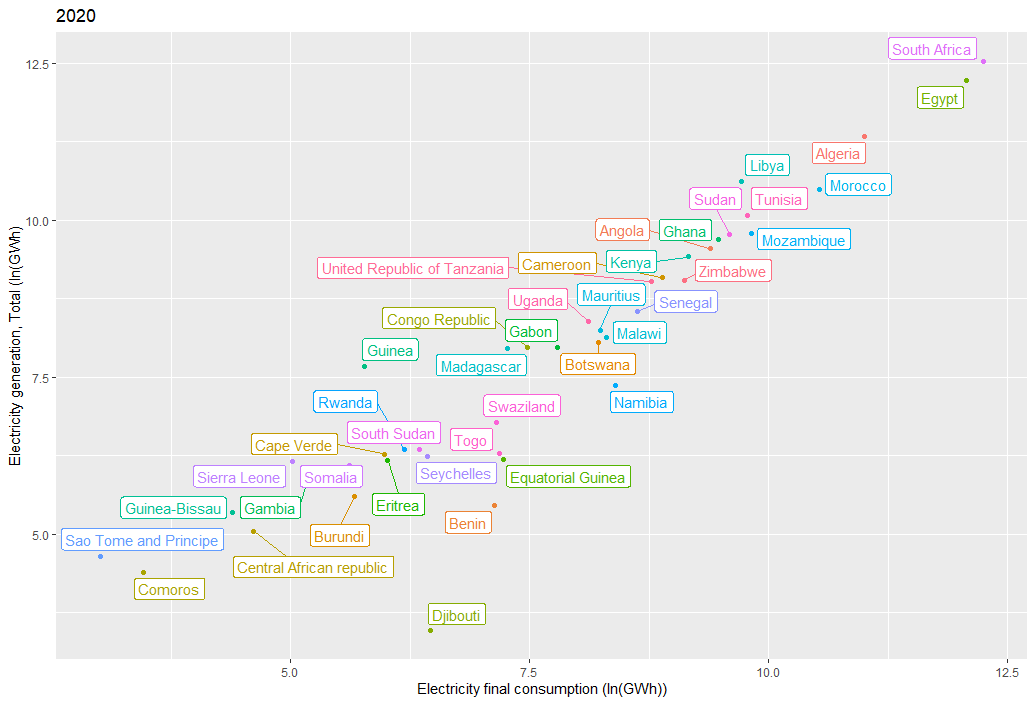 2020
South Africa
12.5
Egypt
Algeria
Libya
Morocco
Sudan
Tunisia
10.0
Angola
Ghana
Mozambique
Kenya
Cameroon
United Republic of Tanzania
Zimbabwe
Mauritius
Uganda
Senegal
Congo Republic
Gabon
Malawi
Guinea
Madagascar
Botswana
7.5
Rwanda
Swaziland
Namibia
South Sudan
Togo
Cape Verde
Sierra Leone
Somalia
Seychelles
Equatorial Guinea
Guinea-Bissau
Gambia
Eritrea
Benin
Burundi
5.0
Sao Tome and Principe
Central African republic
Comoros
Djibouti
5.0
7.5
10.0
12.5
Electricity final consumption (ln(GWh))
Electricity generation, Total (ln(GWh)